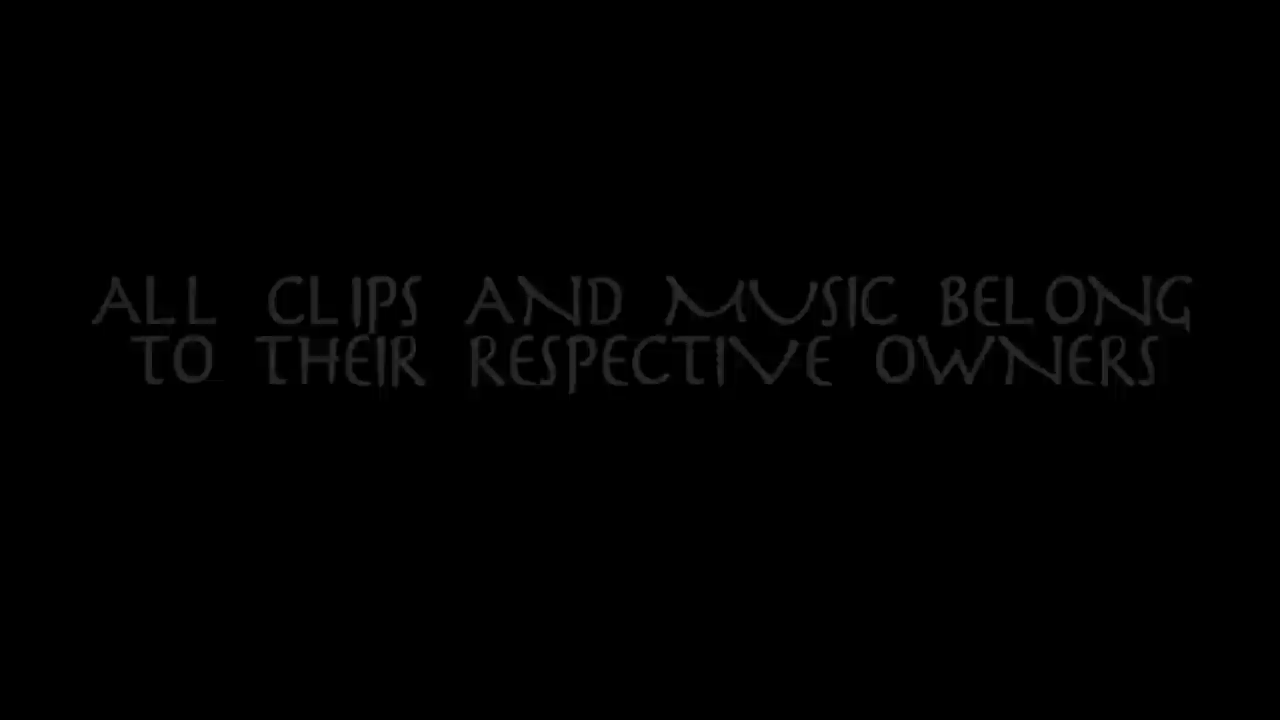 ALL CLIPS AND MUSIC BELONG
TO THEIR RESPECTIVE OWNERS